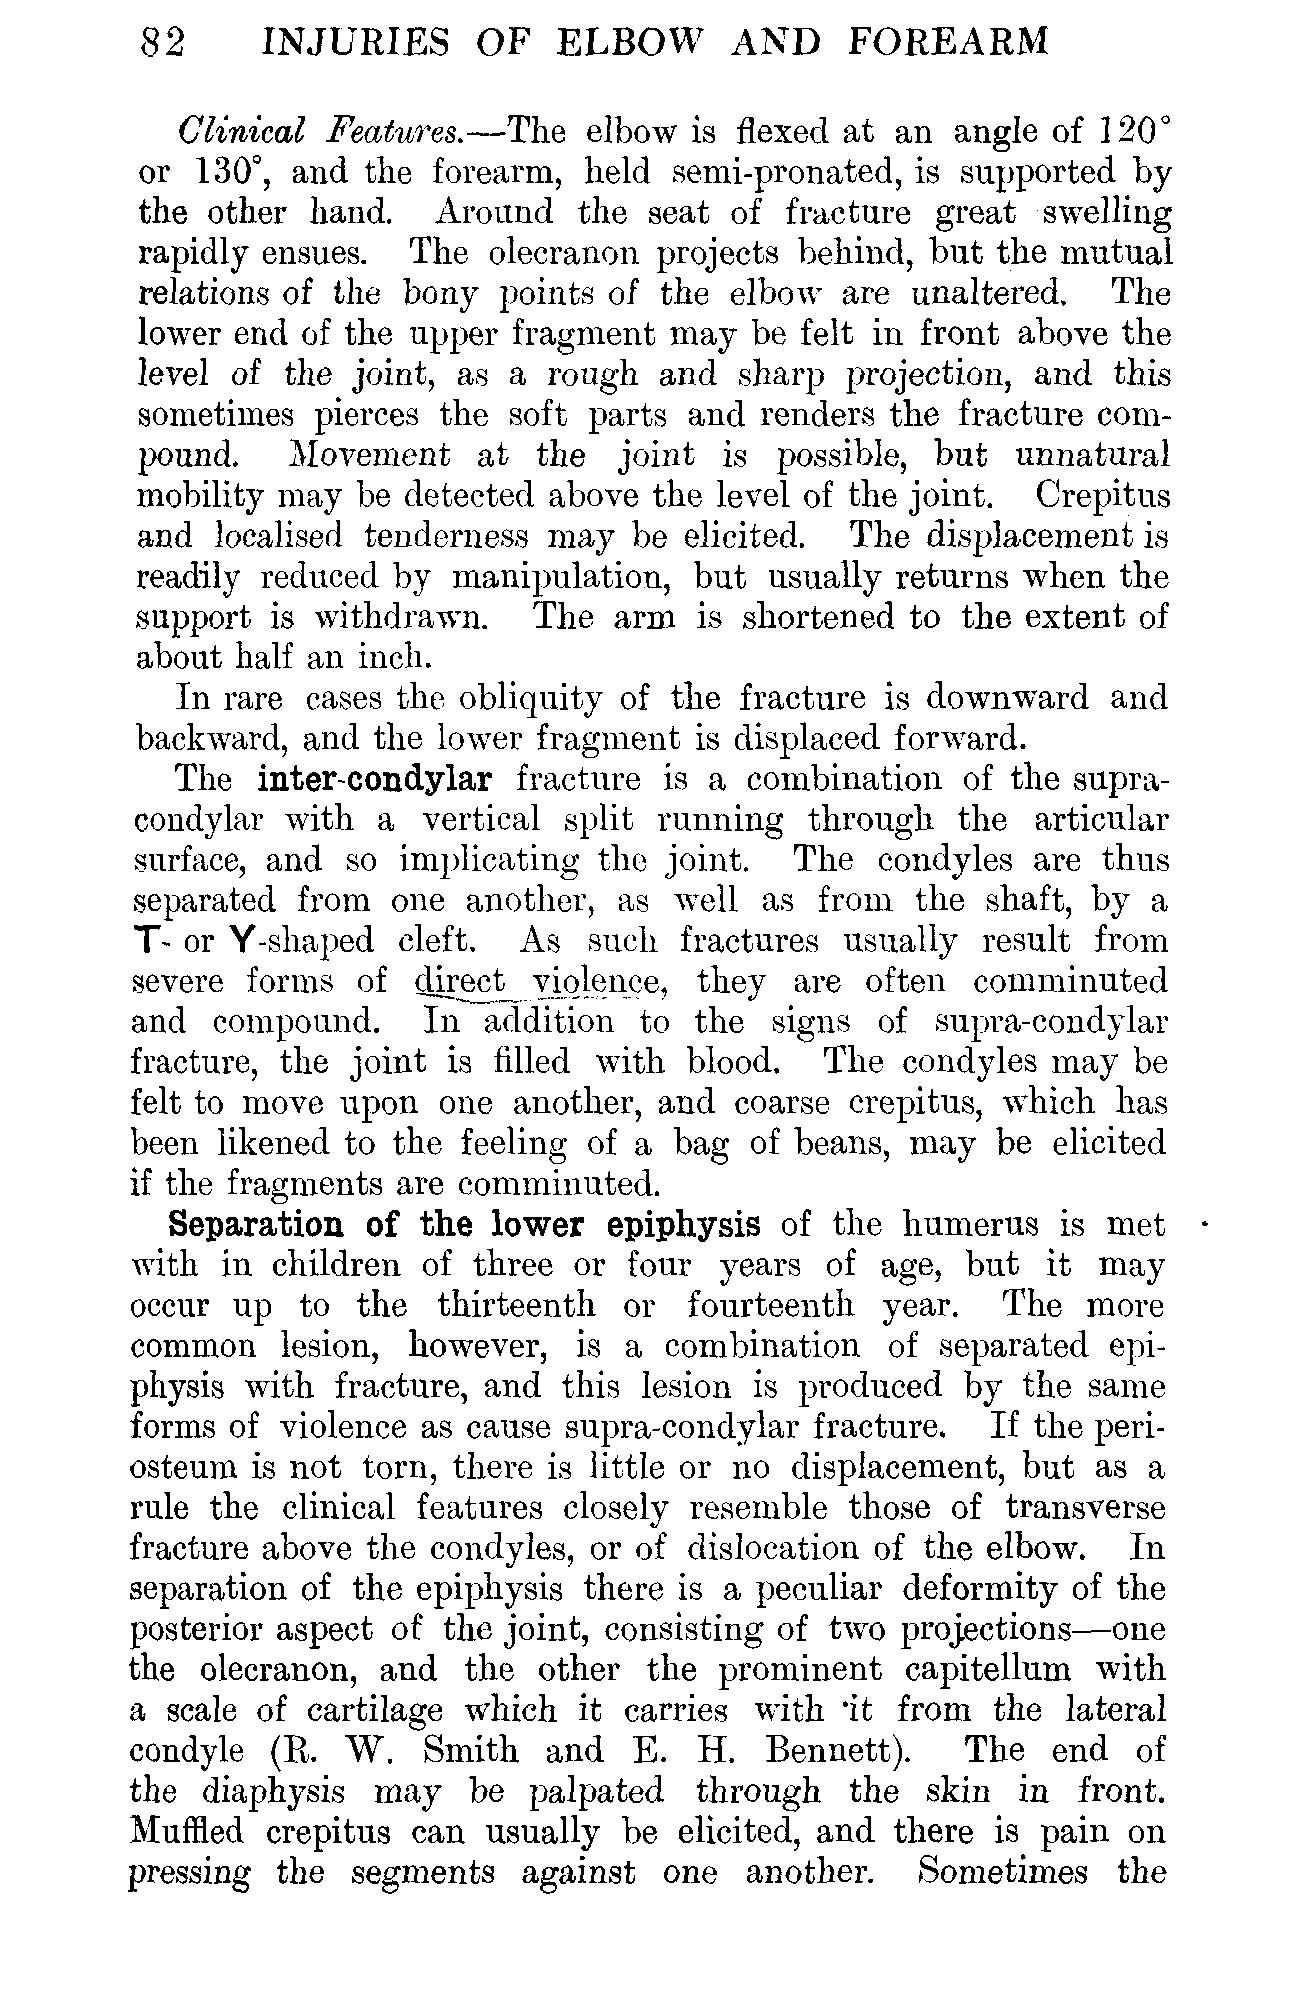 82 INJURIES OF ELBOW AND FOREARM
Clinical Features.—The elbow is flexed at an angle of 120°
or 130°, and the forearm, held semi-pronated, is supported by
the other hand. Around the seat of fracture great swelling
rapidly ensues. The olecranon projects behind, but the mutual
relations of the bony points of the elbow are unaltered. The
lower end of the upper fragment may be felt in front above the
level of the joint, as a rough and sharp projection, and this
sometimes pierces the soft parts and renders the fracture com-
pound. Movement at the joint is possible, but unnatural
mobility may be detected above the level of the joint. Crepitus
and localised tenderness may be elicited. The displacement is
readily reduced by manipulation, but usually returns when the
support is withdrawn. The arm is shortened to the extent of
about half an inch.
In rare cases the obliquity of the fracture is downward and
backward, and the lower fragment is displaced forward.
The inter-condylar fracture is a combination of the supra-
condylar with a vertical split running through the articular
surface, and so implicating the joint. The condyles are thus
separated from one another, as well as from the shaft, by a
T- or Y-shaped cleft. As such fractures usually result from
severe forms of direct violence, they are often comminuted
and compound. In addition to the signs of supra-condylar
fracture, the joint is filled with blood. The condyles may be
felt to move upon one another, and coarse crepitus, which has
been likened to the feeling of a bag of beans, may be elicited
if the fragments are comminuted.
Separation of the lower epiphysis of the humerus is met
with in children of three or four years of age, but it may
occur up to the thirteenth or fourteenth year. The more
common lesion, however, is a combination of separated epi-
physis with fracture, and this lesion is produced by the same
forms of violence as cause supra-condylar fracture. If the peri-
osteum is not torn, there is little or no displacement, but as a
rule the clinical features closely resemble those of transverse
fracture above the condyles, or of dislocation of the elbow. In
separation of the epiphysis there is a peculiar deformity of the
posterior aspect of the joint, consisting of two projections—one
the olecranon, and the other the prominent capitellum with
a scale of cartilage which it carries with it from the lateral
condyle (R. W. Smith and E. H. Bennett). The end of
the diaphysis may be palpated through the skin in front.
Muffled crepitus can usually be elicited, and there is pain on
pressing the segments against one another. Sometimes the